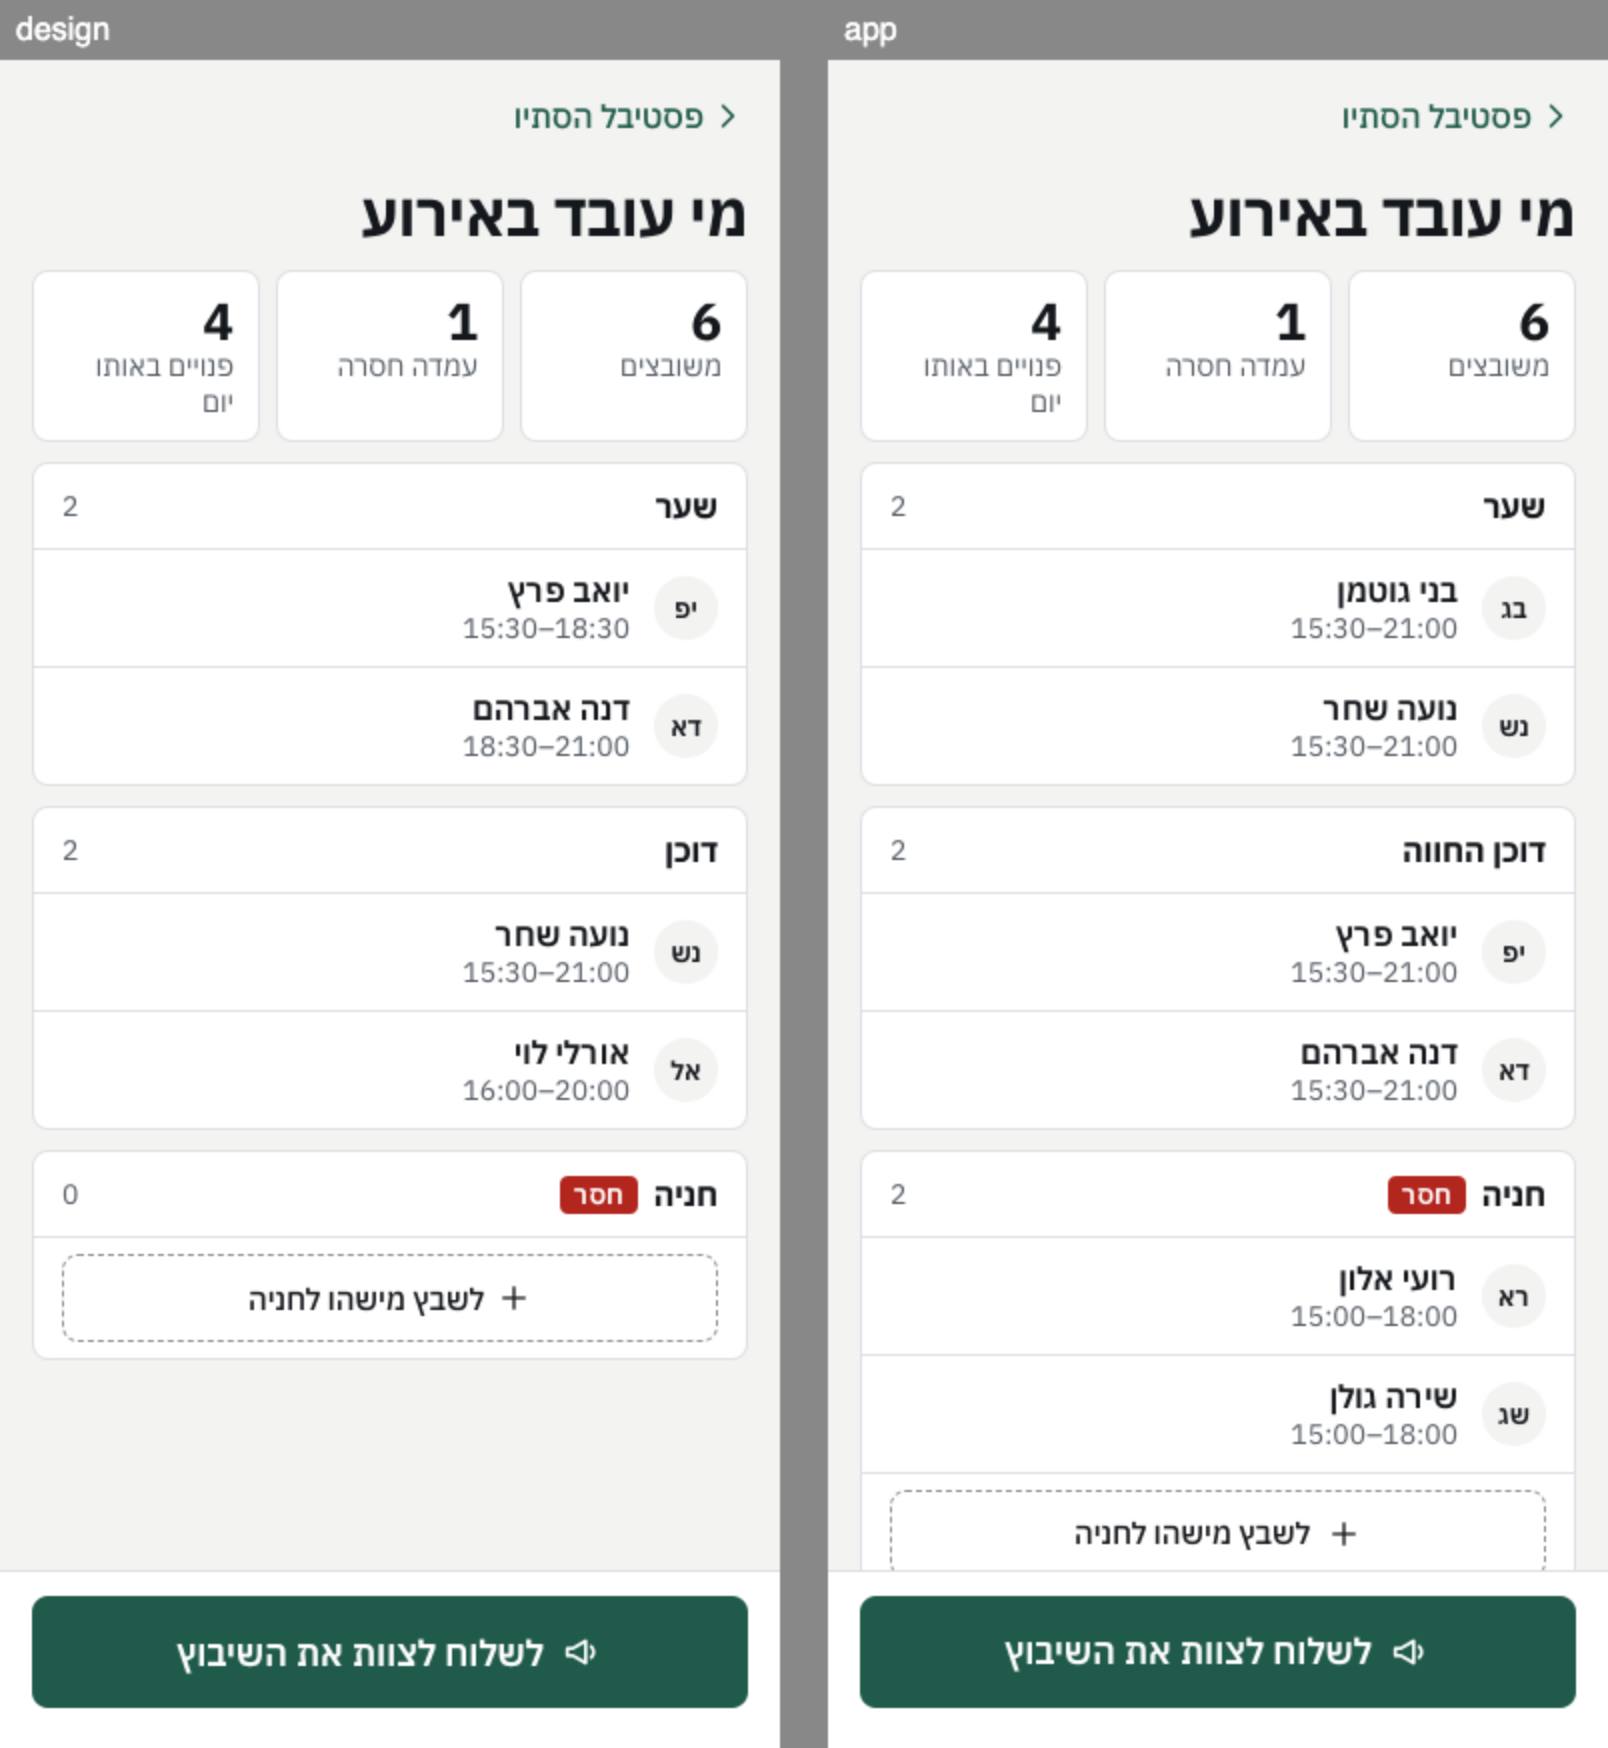 design
פסטיבל הסתיו
מי עובד באירוע
6
משובצים
1
עמדה חסרה
4
פנויים באותו
יום
שער
2
יפ
יואב פרץ
15:30–18:30
דא
דנה אברהם
18:30–21:00
דוכן
2
נש
נועה שחר
15:30–21:00
אל
אורלי לוי
16:00–20:00
חניה
חסר
0
+ לשבץ מישהו לחניה
לשלוח לצוות את השיבוץ
app
פסטיבל הסתיו
מי עובד באירוע
6
משובצים
1
עמדה חסרה
4
פנויים באותו
יום
שער
2
בג
בני גוטמן
15:30–21:00
נש
נועה שחר
15:30–21:00
דוכן החווה
2
יפ
יואב פרץ
15:30–21:00
דא
דנה אברהם
15:30–21:00
חניה
חסר
2
רא
רועי אלון
15:00–18:00
שג
שירה גולן
15:00–18:00
+ לשבץ מישהו לחניה
לשלוח לצוות את השיבוץ